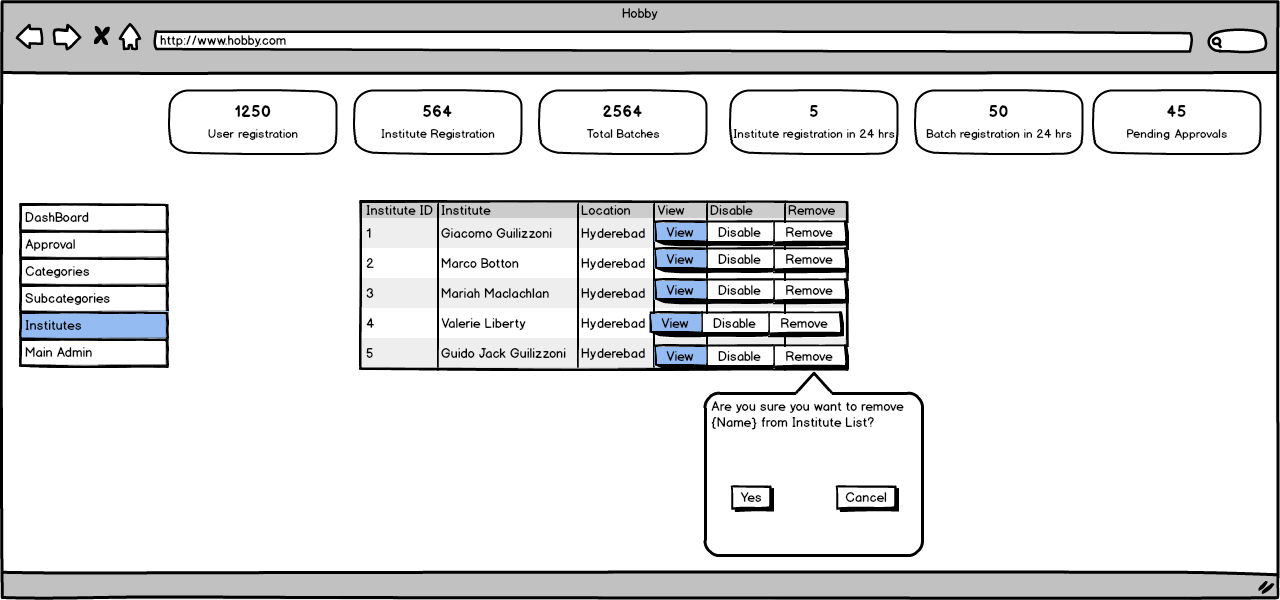 Hobby
http://www.hobby.com
1250
User registration
564
Institute Registration
2564
Total Batches
5
Institute registration in 24 hrs
50
Batch registration in 24 hrs
45
Pending Approvals
DashBoard
Approval
Categories
Subcategories
Institutes
Main Admin
Institute ID Institute Location View Disable Remove
1 Giacomo Guilizzoni Hyderebad View Disable Remove
2 Marco Botton Hyderebad View Disable Remove
3 Mariah Maclachlan Hyderebad View Disable Remove
4 Valerie Liberty Hyderebad View Disable Remove
5 Guido Jack Guilizzoni Hyderebad View Disable Remove
Are you sure you want to remove
{Name} from Institute List?
Yes Cancel